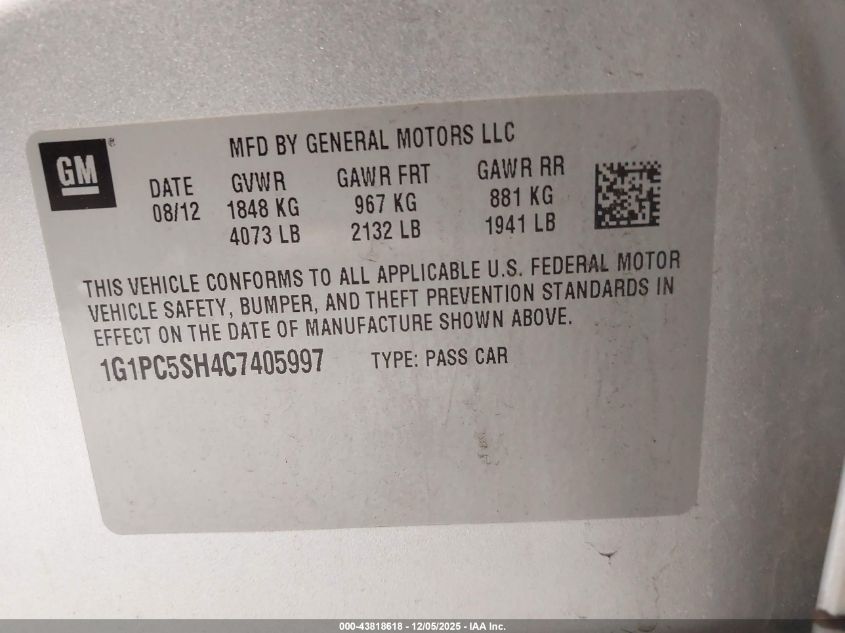 GM®
MFD BY GENERAL MOTORS LLC
DATE GVWR GAWR FRT GAWR RR
08/12 1848 KG 967 KG 881 KG
4073 LB 2132 LB 1941 LB
THIS VEHICLE CONFORMS TO ALL APPLICABLE U.S. FEDERAL MOTOR
VEHICLE SAFETY, BUMPER, AND THEFT PREVENTION STANDARDS IN
EFFECT ON THE DATE OF MANUFACTURE SHOWN ABOVE.
1G1PC5SH4C7405997 TYPE: PASS CAR
000-43818618 - 12/05/2025 - IAA Inc.